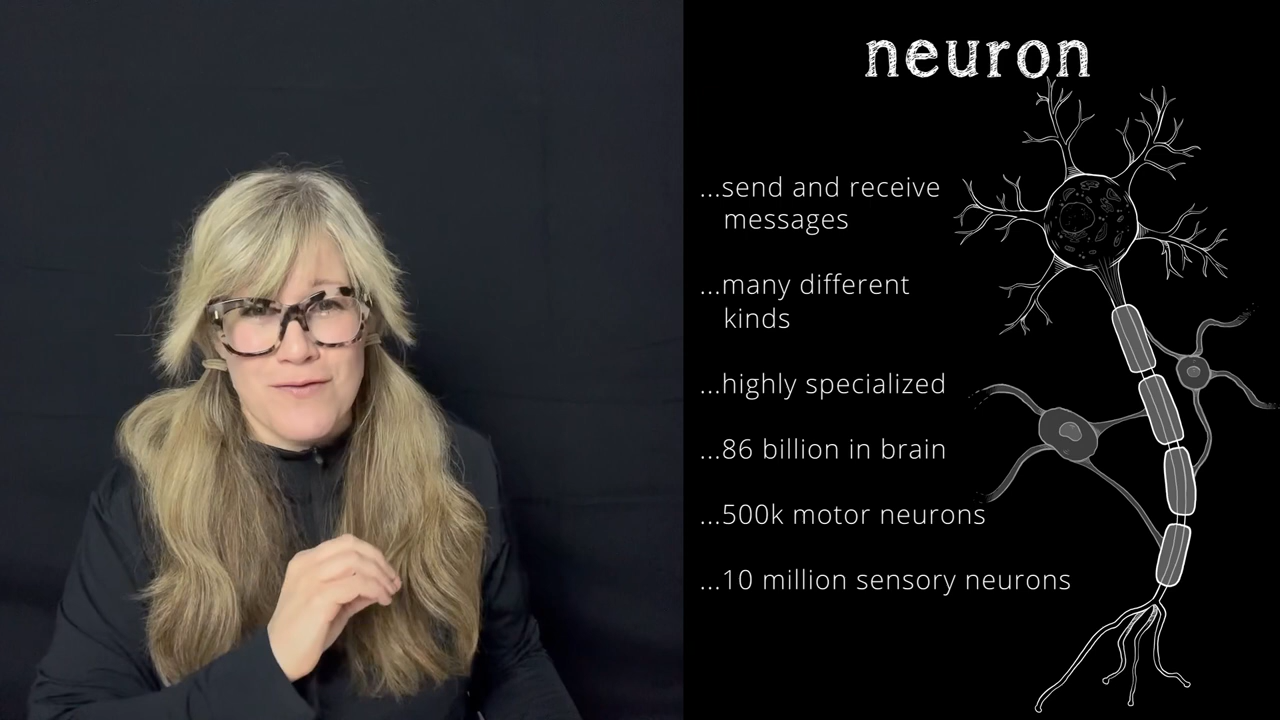 neuron
...send and receive
messages
...many different
kinds
...highly specialized
...86 billion in brain
...500k motor neurons
...10 million sensory neurons